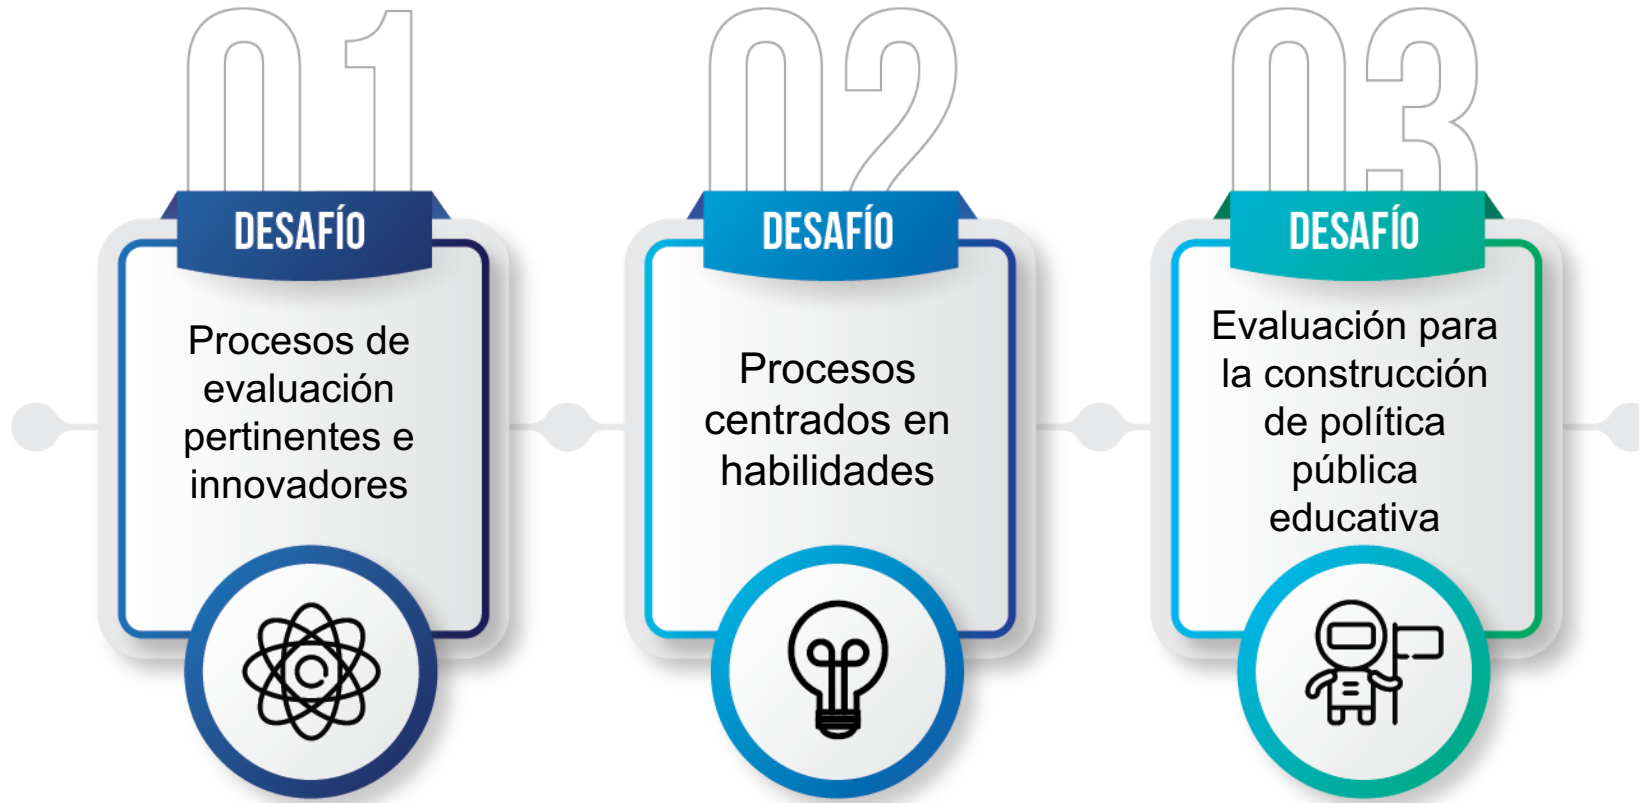 01
DESAFÍO
Procesos de
evaluación
pertinentes e
innovadores
02
DESAFÍO
Procesos
centrados en
habilidades
03
DESAFÍO
Evaluación para
la construcción
de política
pública
educativa